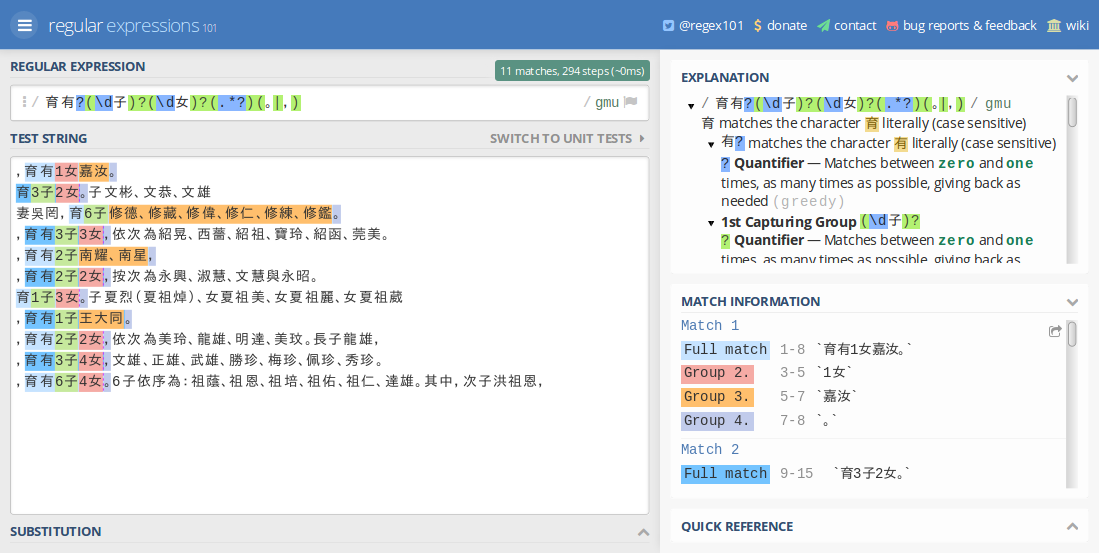 regular expressions 101
@regex101
donate
contact
bug reports & feedback
wiki
REGULAR EXPRESSION
11 matches, 294 steps (~0ms)
/ 育有?(\d子)?(\d女)?(.*?)(。|,) / gmu
TEST STRING
SWITCH TO UNIT TESTS
,育有1女嘉汝。
育3子2女。子文彬、文恭、文雄
妻吳罔,育6子修德、修藏、修偉、修仁、修練、修鑑。
,育有3子3女,依次為紹晃、西薔、紹祖、寶玲、紹函、莞美。
,育有2子南耀、南星,
,育有2子2女,按次為永興、淑慧、文慧與永昭。
育1子3女。子夏烈(夏祖焯)、女夏祖美、女夏祖麗、女夏祖葳
,育有1子王大同。
,育有2子2女,依次為美玲、龍雄、明達、美玟。長子龍雄,
,育有3子4女,文雄、正雄、武雄、勝珍、梅珍、佩珍、秀珍。
,育有6子4女。6子依序為:祖蔭、祖恩、祖培、祖佑、祖仁、達雄。其中,次子洪祖恩,
SUBSTITUTION
EXPLANATION
/ 育有?(\d子)?(\d女)?(.*?)(。|,) / gmu
育 matches the character 育 literally (case sensitive)
有? matches the character 有 literally (case sensitive)
? Quantifier — Matches between zero and one
times, as many times as possible, giving back as
needed (greedy)
1st Capturing Group (\d子)?
? Quantifier — Matches between zero and one
times, as many times as possible, giving back as
MATCH INFORMATION
Match 1
Full match 1-8 `育有1女嘉汝。`
Group 2. 3-5 `1女`
Group 3. 5-7 `嘉汝`
Group 4. 7-8 `。`
Match 2
Full match 9-15 `育3子2女。`
QUICK REFERENCE